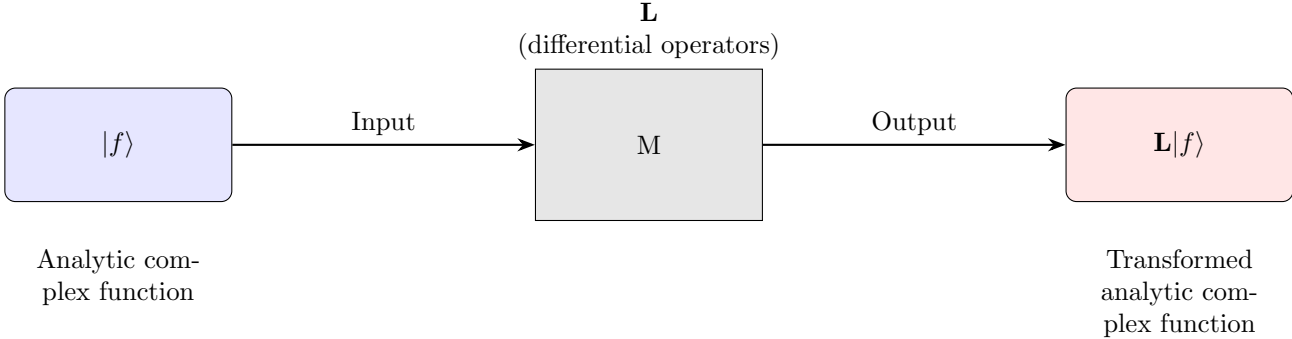 L
(differential operators)
|f⟩
Input
M
Output
L|f⟩
Analytic com-
plex function
Transformed
analytic com-
plex function